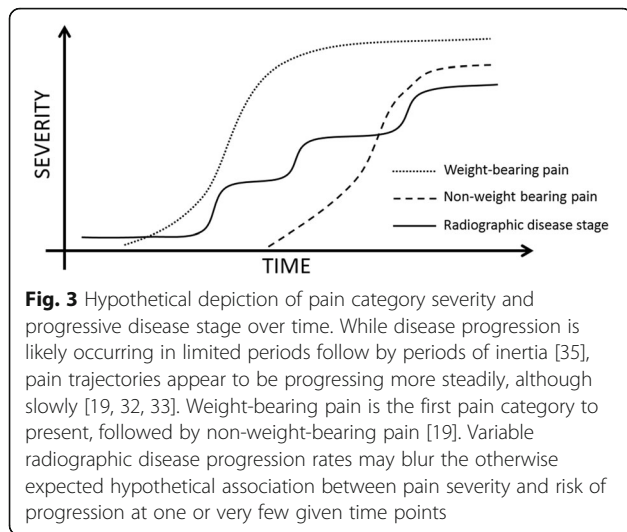 SEVERITY
Weight-bearing pain
Non-weight bearing pain
Radiographic disease stage
TIME
Fig. 3 Hypothetical depiction of pain category severity and
progressive disease stage over time. While disease progression is
likely occurring in limited periods follow by periods of inertia [35],
pain trajectories appear to be progressing more steadily, although
slowly [19, 32, 33]. Weight-bearing pain is the first pain category to
present, followed by non-weight-bearing pain [19]. Variable
radiographic disease progression rates may blur the otherwise
expected hypothetical association between pain severity and risk of
progression at one or very few given time points